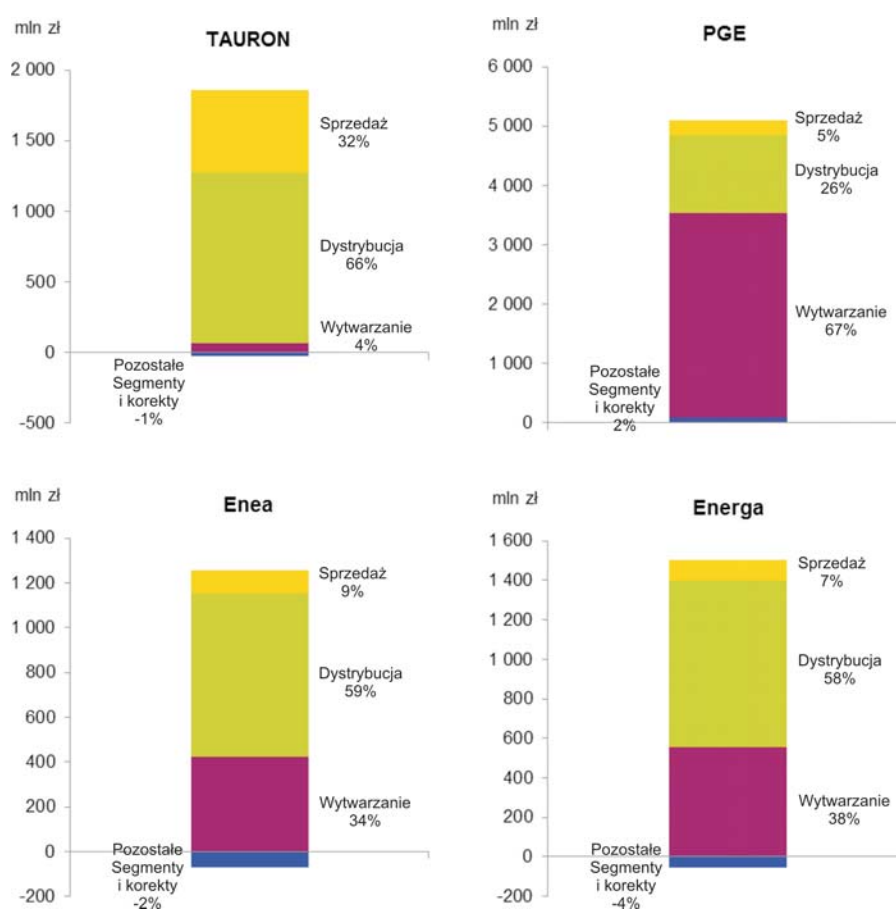 mln zł
TAURON
2 000
1 500
1 000
500
0
-500
Sprzedaż
32%
Dystrybucja
66%
Wytwarzanie
4%
Pozostałe
Segmenty
i korekty
-1%
mln zł
PGE
6 000
5 000
4 000
3 000
2 000
1 000
0
Sprzedaż
5%
Dystrybucja
26%
Wytwarzanie
67%
Pozostałe
Segmenty
i korekty
2%
mln zł
Enea
1 400
1 200
1 000
800
600
400
200
0
-200
Sprzedaż
9%
Dystrybucja
59%
Wytwarzanie
34%
Pozostałe
Segmenty
i korekty
-2%
mln zł
Energa
1 600
1 400
1 200
1 000
800
600
400
200
0
-200
Sprzedaż
7%
Dystrybucja
58%
Wytwarzanie
38%
Pozostałe
Segmenty
i korekty
-4%